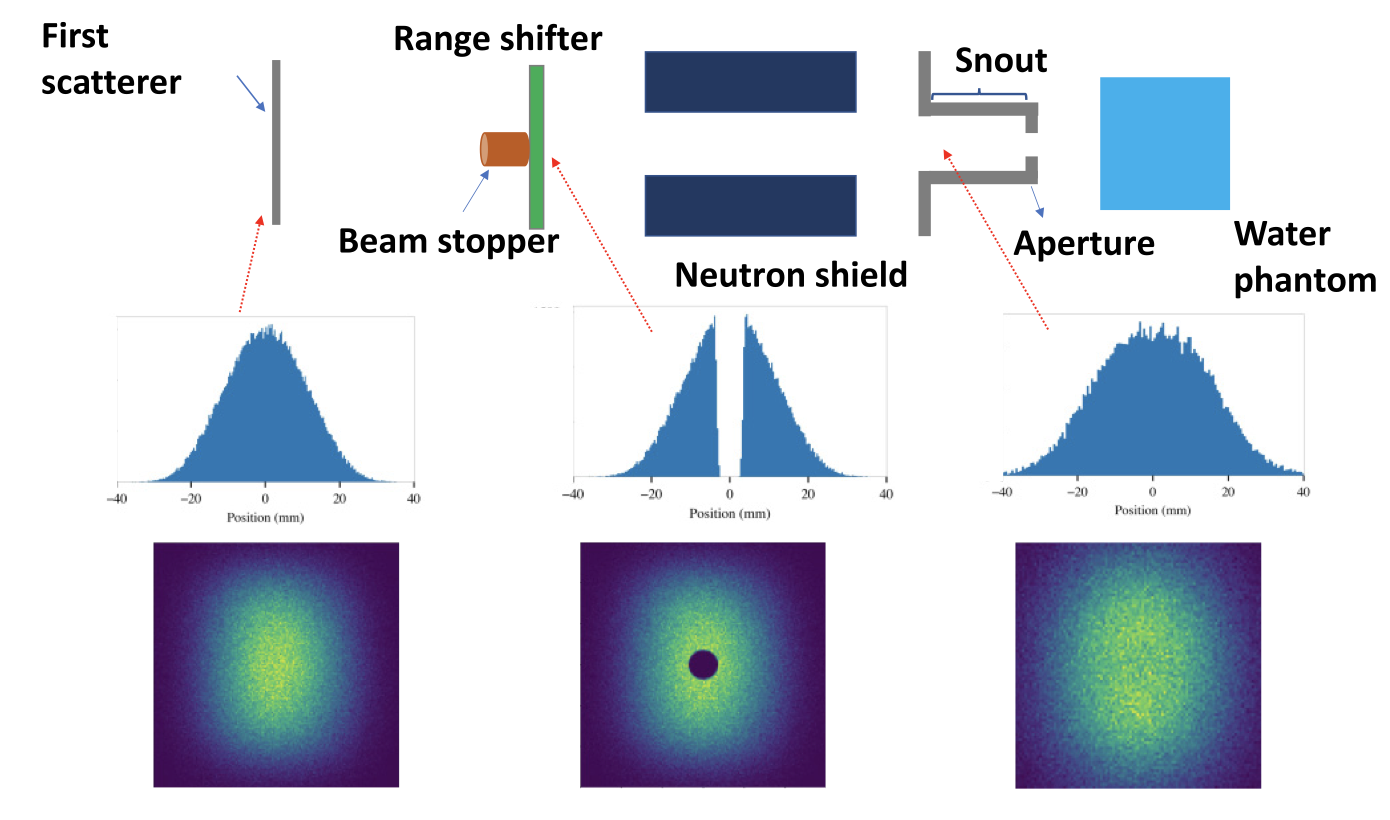 First
scatterer
Range shifter
Snout
Beam stopper
Neutron shield
Aperture
Water
phantom
−40 −20 0 20 40
Position (mm)
−40 −20 0 20 40
Position (mm)
−40 −20 0 20 40
Position (mm)